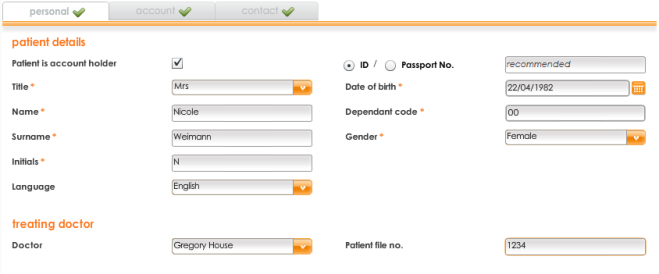 personal account contact
patient details
Patient is account holder ID / Passport No. recommended
Title * Mrs Date of birth * 22/04/1982
Name * Nicole Dependant code * 00
Surname * Weimann Gender * Female
Initials * N
Language English
treating doctor
Doctor Gregory House Patient file no. 1234